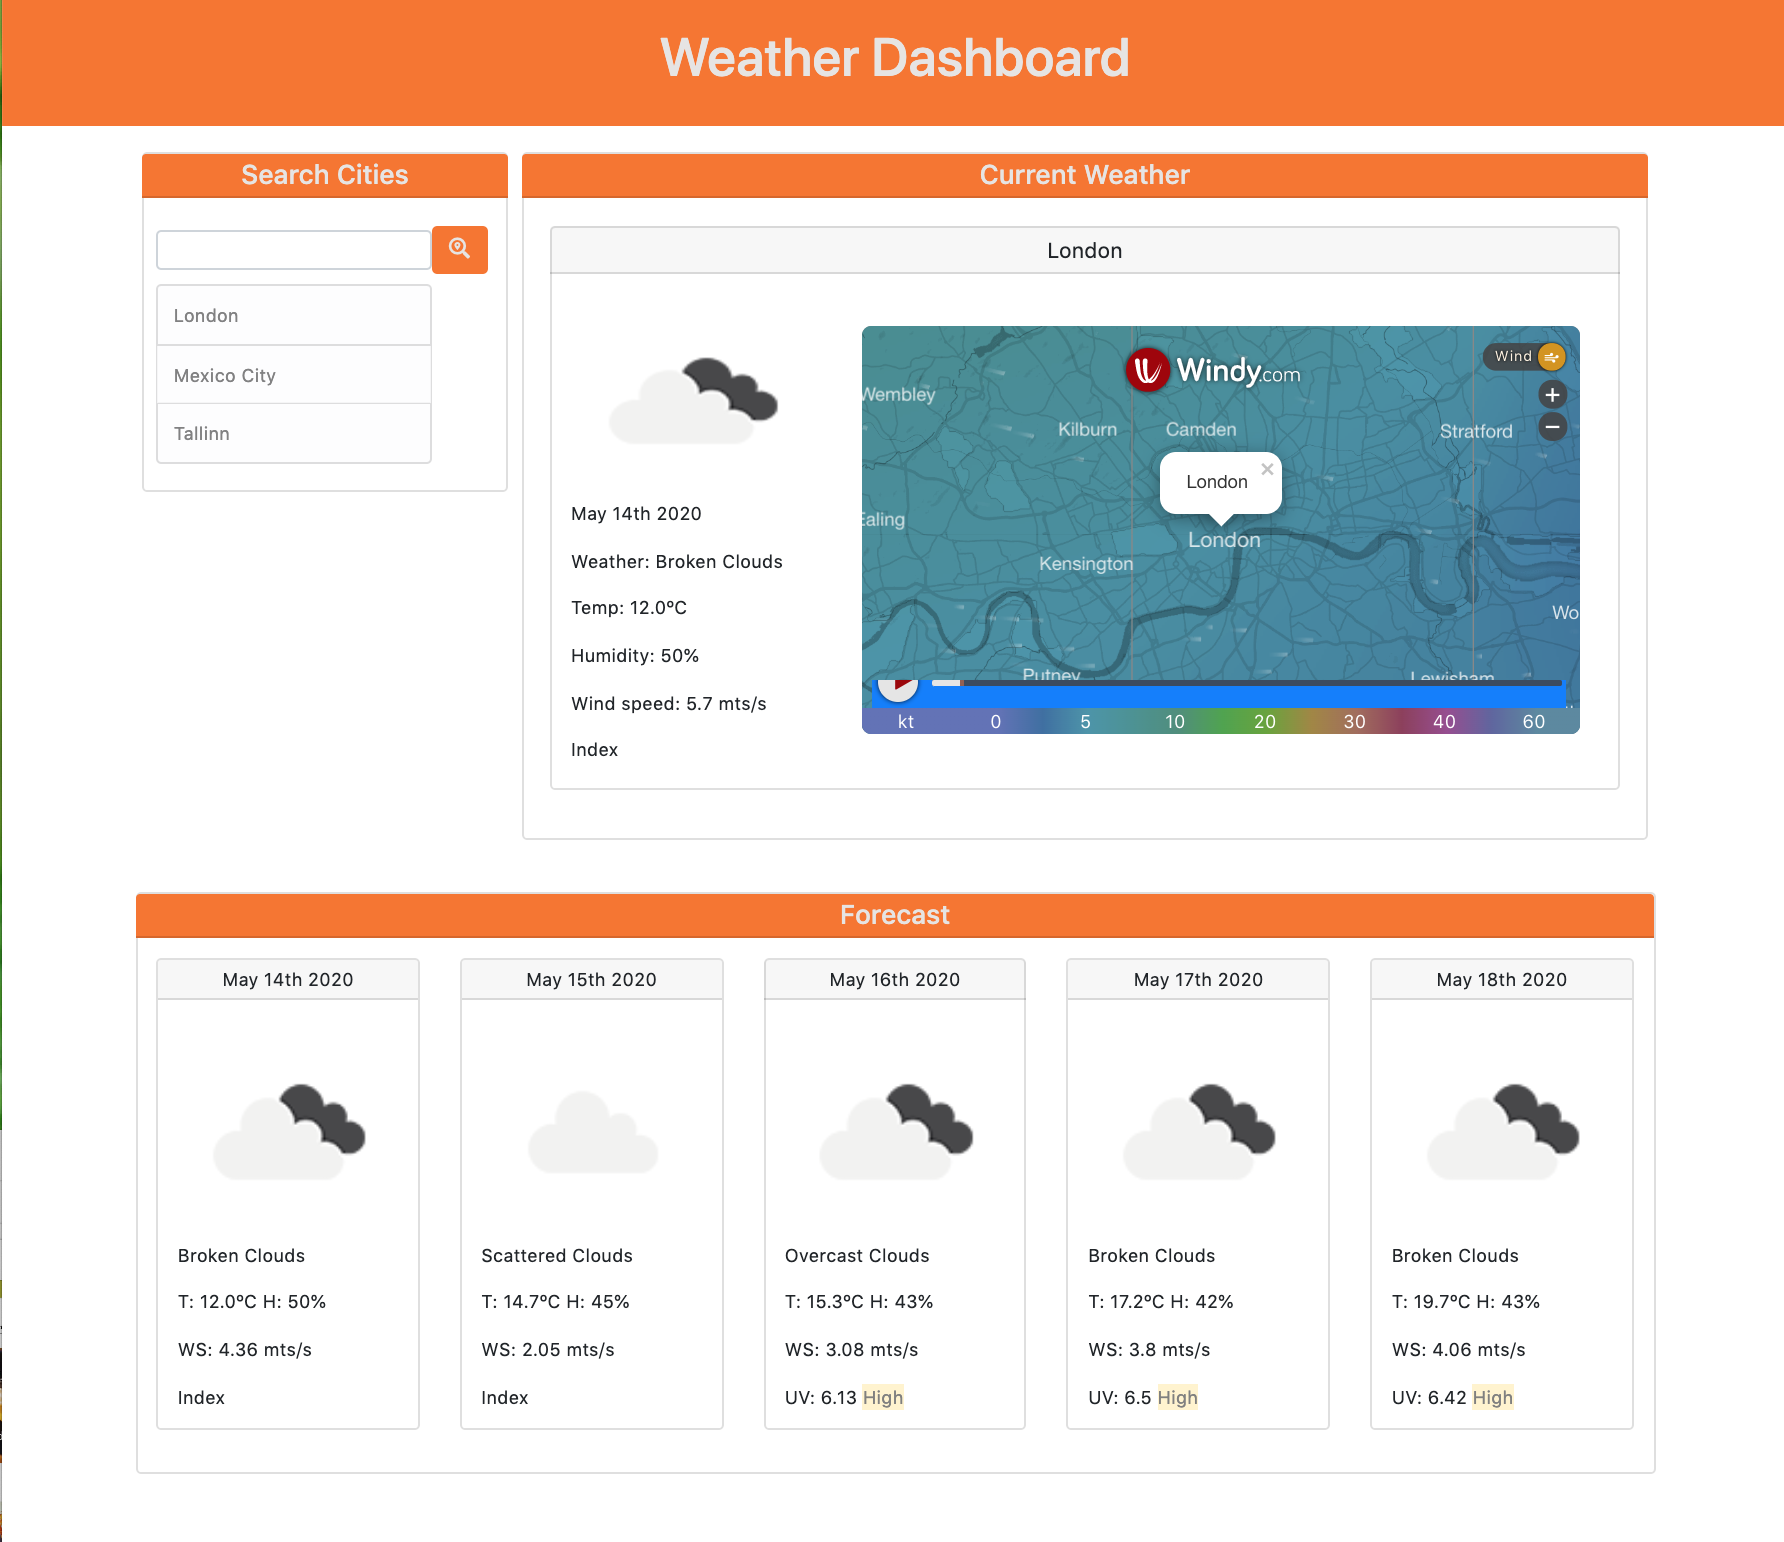 Weather Dashboard
Search Cities
London
Mexico City
Tallinn
Current Weather
London
May 14th 2020
Weather: Broken Clouds
Temp: 12.0ºC
Humidity: 50%
Wind speed: 5.7 mts/s
Index
Windy.com
Wind
+
−
Wembley
Kilburn
Camden
Stratford
London
×
Ealing
London
Kensington
Wo
Putney
Lewisham
kt 0 5 10 20 30 40 60
Forecast
May 14th 2020
Broken Clouds
T: 12.0ºC H: 50%
WS: 4.36 mts/s
Index
May 15th 2020
Scattered Clouds
T: 14.7ºC H: 45%
WS: 2.05 mts/s
Index
May 16th 2020
Overcast Clouds
T: 15.3ºC H: 43%
WS: 3.08 mts/s
UV: 6.13 High
May 17th 2020
Broken Clouds
T: 17.2ºC H: 42%
WS: 3.8 mts/s
UV: 6.5 High
May 18th 2020
Broken Clouds
T: 19.7ºC H: 43%
WS: 4.06 mts/s
UV: 6.42 High